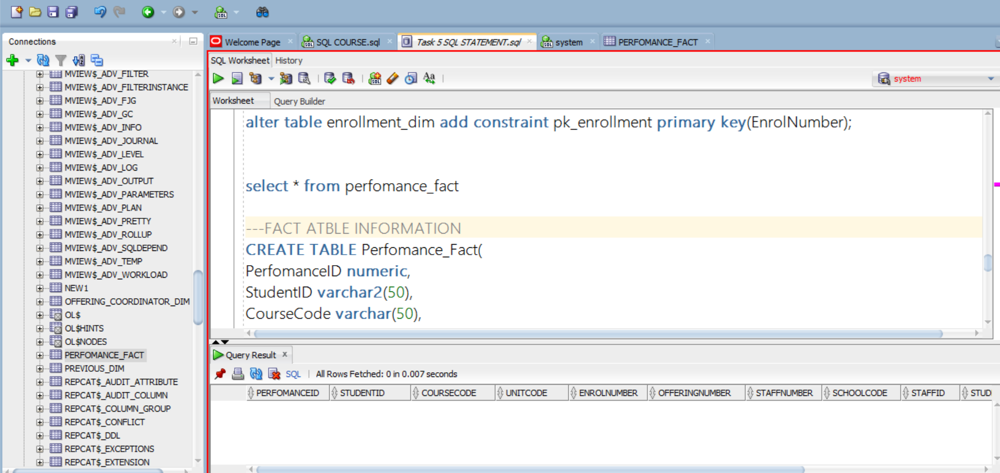 Connections
MVIEW$_ADV_FILTER
MVIEW$_ADV_FILTERINSTANCE
MVIEW$_ADV_FJG
MVIEW$_ADV_GC
MVIEW$_ADV_INFO
MVIEW$_ADV_JOURNAL
MVIEW$_ADV_LEVEL
MVIEW$_ADV_LOG
MVIEW$_ADV_OUTPUT
MVIEW$_ADV_PARAMETERS
MVIEW$_ADV_PLAN
MVIEW$_ADV_PRETTY
MVIEW$_ADV_ROLLUP
MVIEW$_ADV_SQLDEPEND
MVIEW$_ADV_TEMP
MVIEW$_ADV_WORKLOAD
NEW1
OFFERING_COORDINATOR_DIM
OL$
OL$HINTS
OL$NODES
PERFOMANCE_FACT
PREVIOUS_DIM
REPCAT$_AUDIT_ATTRIBUTE
REPCAT$_AUDIT_COLUMN
REPCAT$_COLUMN_GROUP
REPCAT$_CONFLICT
REPCAT$_DDL
REPCAT$_EXCEPTIONS
REPCAT$_EXTENSION
Welcome Page SQL COURSE.sql Task 5 SQL STATEMENT.sql system PERFOMANCE_FACT
SQL Worksheet History
system
Worksheet Query Builder
alter table enrollment_dim add constraint pk_enrollment primary key(EnrolNumber);
select * from perfomance_fact
---FACT ATBLE INFORMATION
CREATE TABLE Perfomance_Fact(
PerfomanceID numeric,
StudentID varchar2(50),
CourseCode varchar(50),
Query Result x
SQL | All Rows Fetched: 0 in 0.007 seconds
PERFOMANCEID STUDENTID COURSECODE UNITCODE ENROLNUMBER OFFERINGNUMBER STAFFNUMBER SCHOOLCODE STAFFID STUD